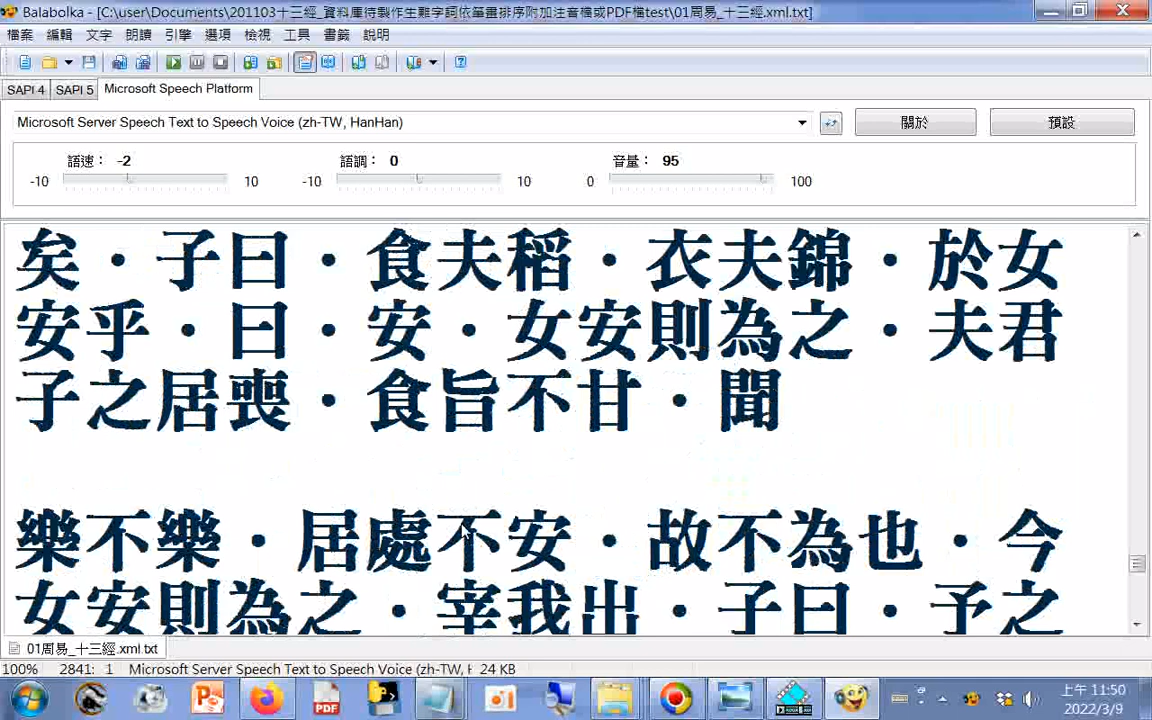 Balabolka - [C:\user\Documents\201103十三經_資料庫待製作生難字詞依筆畫排序附加注音檔或PDF檔test\01周易_十三經.xml.txt]
檔案 編輯 文字 朗讀 引擎 選項 檢視 工具 書籤 說明
SAPI 4 SAPI 5 Microsoft Speech Platform
Microsoft Server Speech Text to Speech Voice (zh-TW, HanHan) 關於 預設
語速： -2 語調： 0 音量： 95
-10 10 -10 10 0 100
矣・子曰・食夫稻・衣夫錦・於女
安乎・曰・安・女安則為之・夫君
子之居喪・食旨不甘・聞
樂不樂・居處不安・故不為也・今
女安則為之・宰我出・子曰・予之
01周易_十三經.xml.txt
100% 2841: 1 Microsoft Server Speech Text to Speech Voice (zh-TW, H 24 KB
上午 11:50
2022/3/9